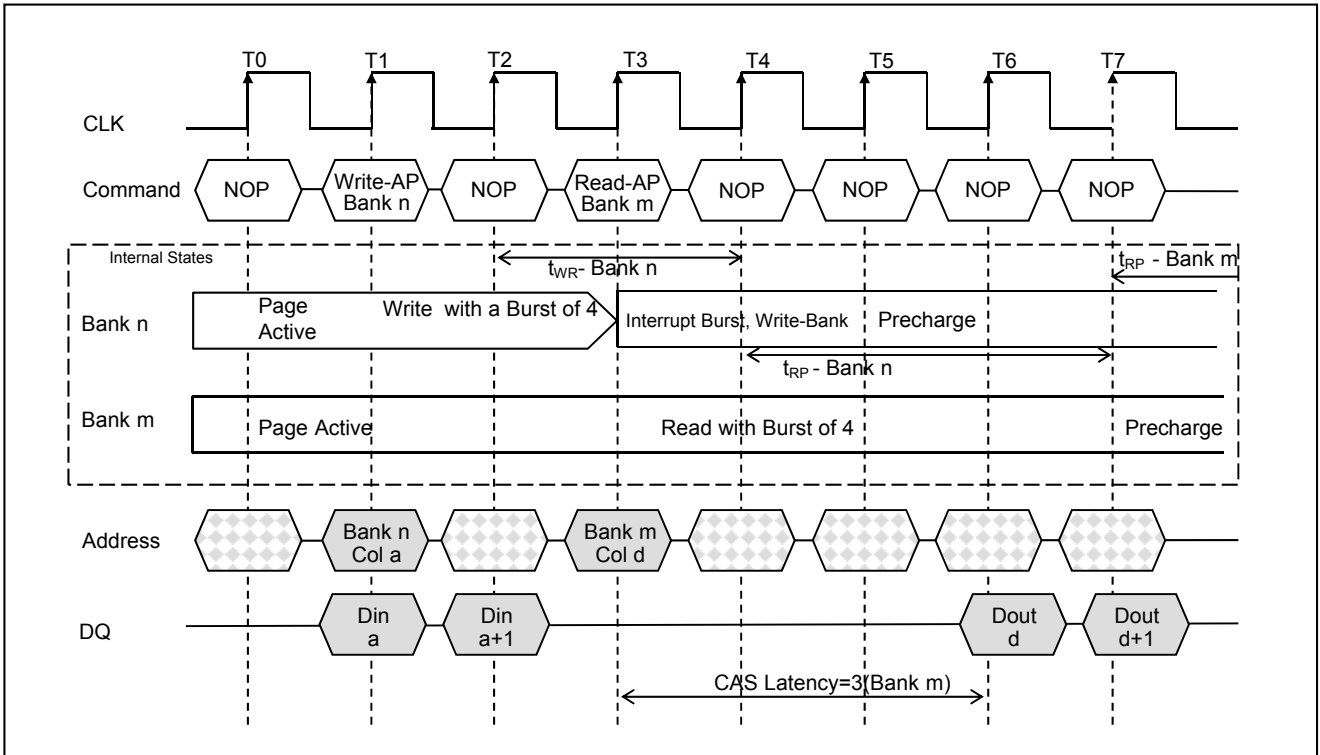 T0 T1 T2 T3 T4 T5 T6 T7
CLK
Command NOP Write-AP Bank n NOP Read-AP Bank m NOP NOP NOP NOP
Internal States
tWR- Bank n
tRP - Bank m
Bank n Page Active Write with a Burst of 4 Interrupt Burst, Write-Bank Precharge
tRP - Bank n
Bank m Page Active Read with Burst of 4 Precharge
Address Bank n Col a Bank m Col d
DQ Din a Din a+1 Dout d Dout d+1
CAS Latency=3(Bank m)